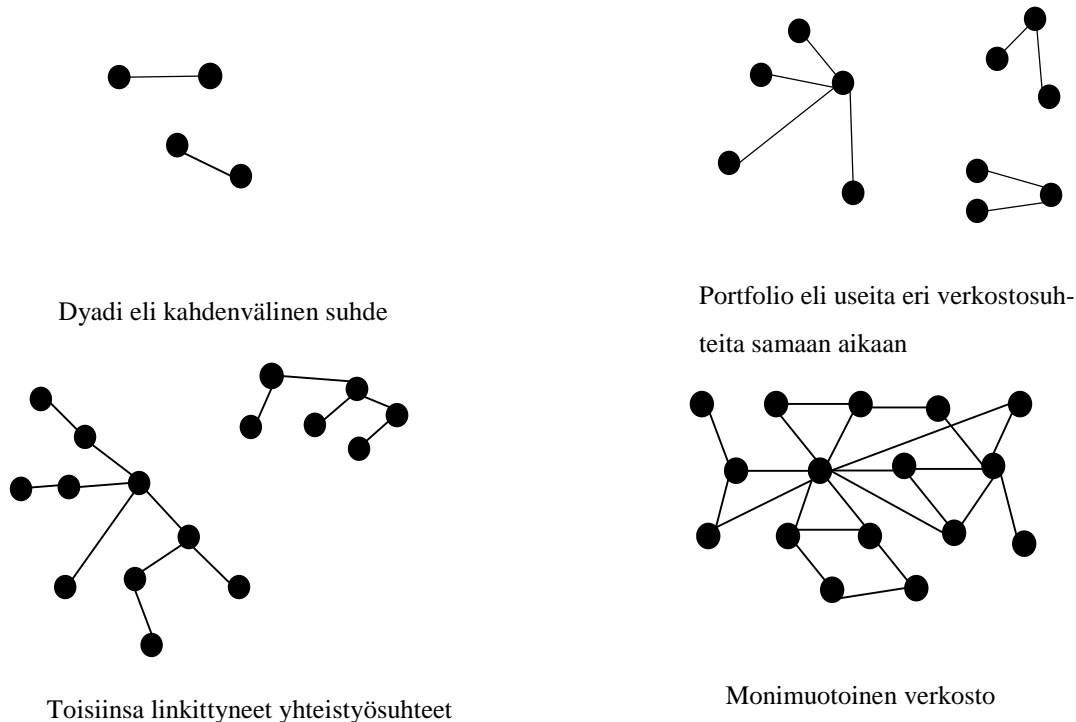 Dyadi eli kahdenvälinen suhde
Portfolio eli useita eri verkostosuh-
teita samaan aikaan
Toisiinsa linkittyneet yhteistyösuhteet
Monimuotoinen verkosto